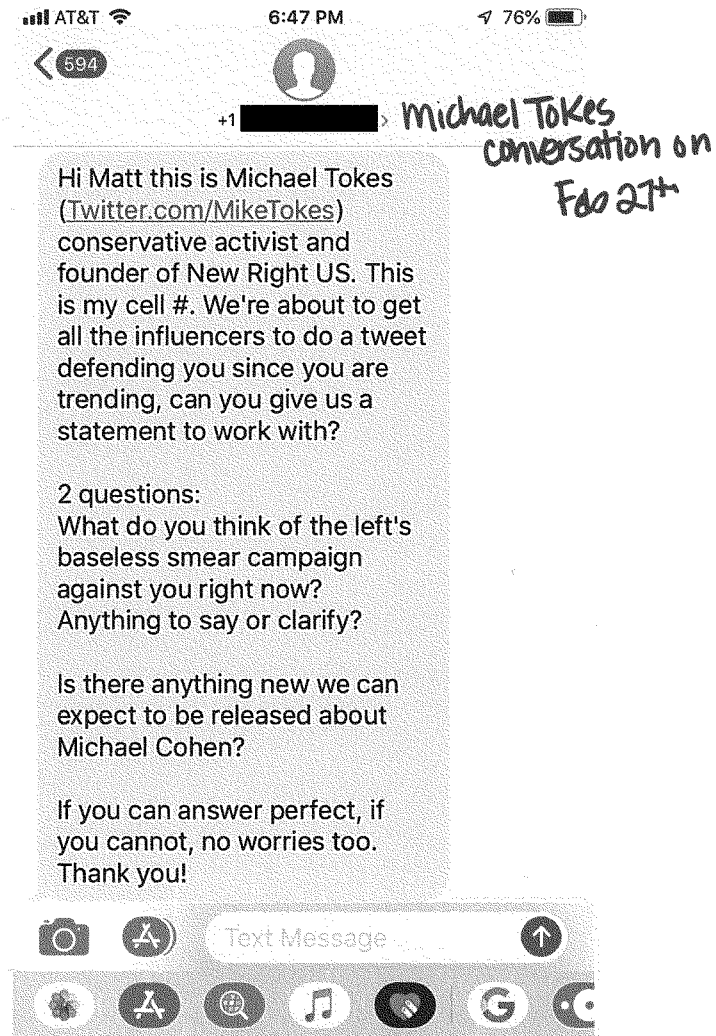 AT&T 6:47 PM 76%
594
+1
Michael Tokes
conversation on
Feb 27th
Hi Matt this is Michael Tokes
(Twitter.com/MikeTokes)
conservative activist and
founder of New Right US. This
is my cell #. We're about to get
all the influencers to do a tweet
defending you since you are
trending, can you give us a
statement to work with?
2 questions:
What do you think of the left's
baseless smear campaign
against you right now?
Anything to say or clarify?
Is there anything new we can
expect to be released about
Michael Cohen?
If you can answer perfect, if
you cannot, no worries too.
Thank you!
Text Message
G